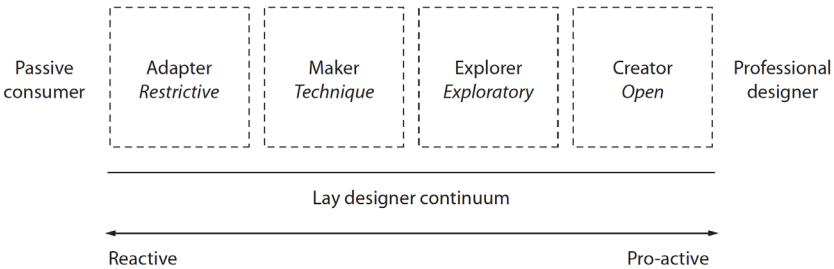 Passive
consumer
Adapter
Restrictive
Maker
Technique
Explorer
Exploratory
Creator
Open
Professional
designer
Lay designer continuum
Reactive
Pro-active